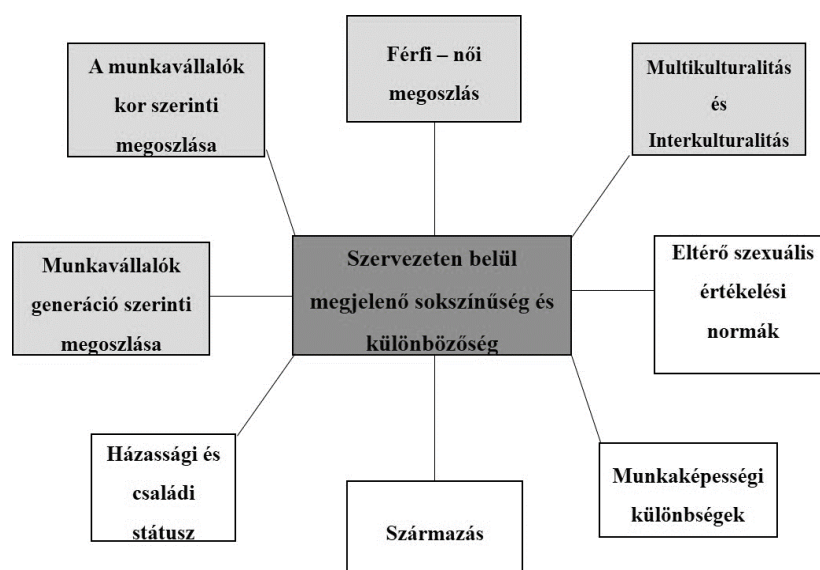 A munkavállalók
kor szerinti
megoszlása
Férfi – női
megoszlás
Multikulturalitás
és
Interkulturalitás
Munkavállalók
generáció szerinti
megoszlása
Szervezeten belül
megjelenő sokszínűség és
különbözőség
Eltérő szexuális
értékelési
normák
Házassági és
családi
státusz
Származás
Munkaképességi
különbségek